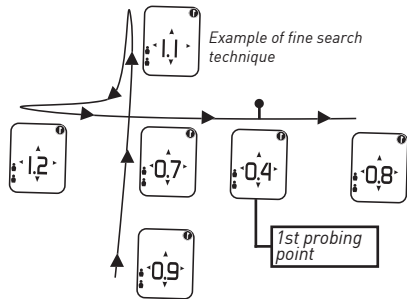 1.1
Example of fine search
technique
1.2
0.7
0.4
0.8
0.9
1st probing
point